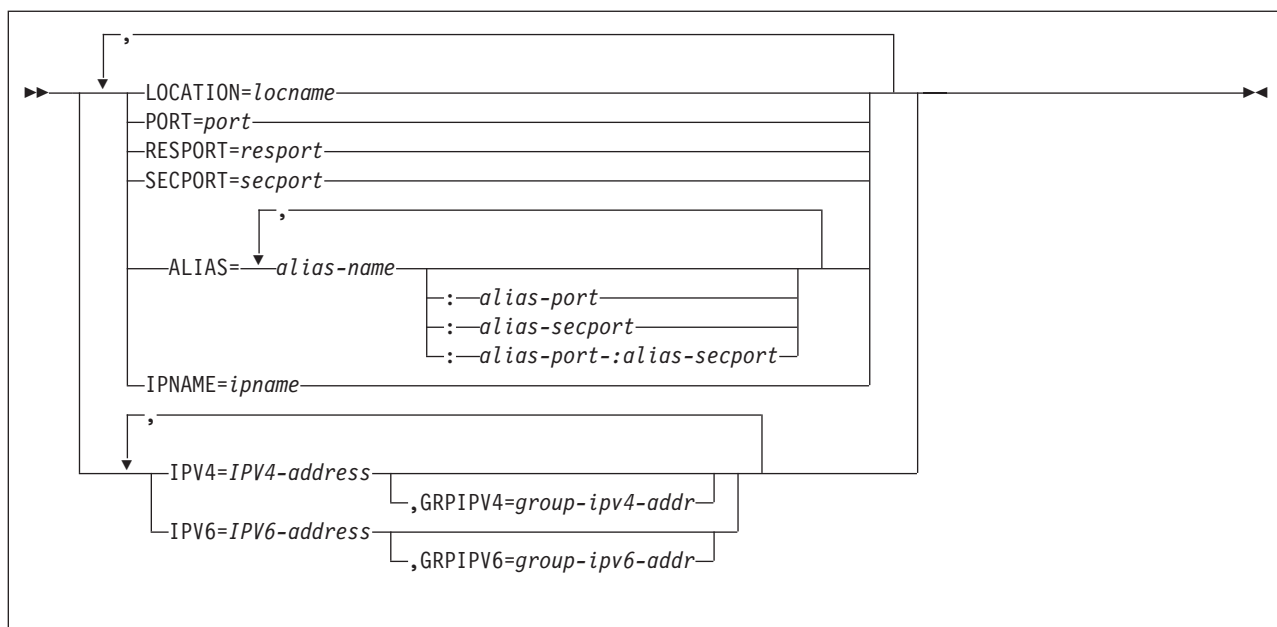 ,
LOCATION=locname
PORT=port
RESPORT=resport
SECPORT=secport
,
ALIAS= alias-name
: alias-port
: alias-secport
: alias-port-:alias-secport
IPNAME=ipname
,
IPV4=IPV4-address
,GRPIPV4=group-ipv4-addr
IPV6=IPV6-address
,GRPIPV6=group-ipv6-addr